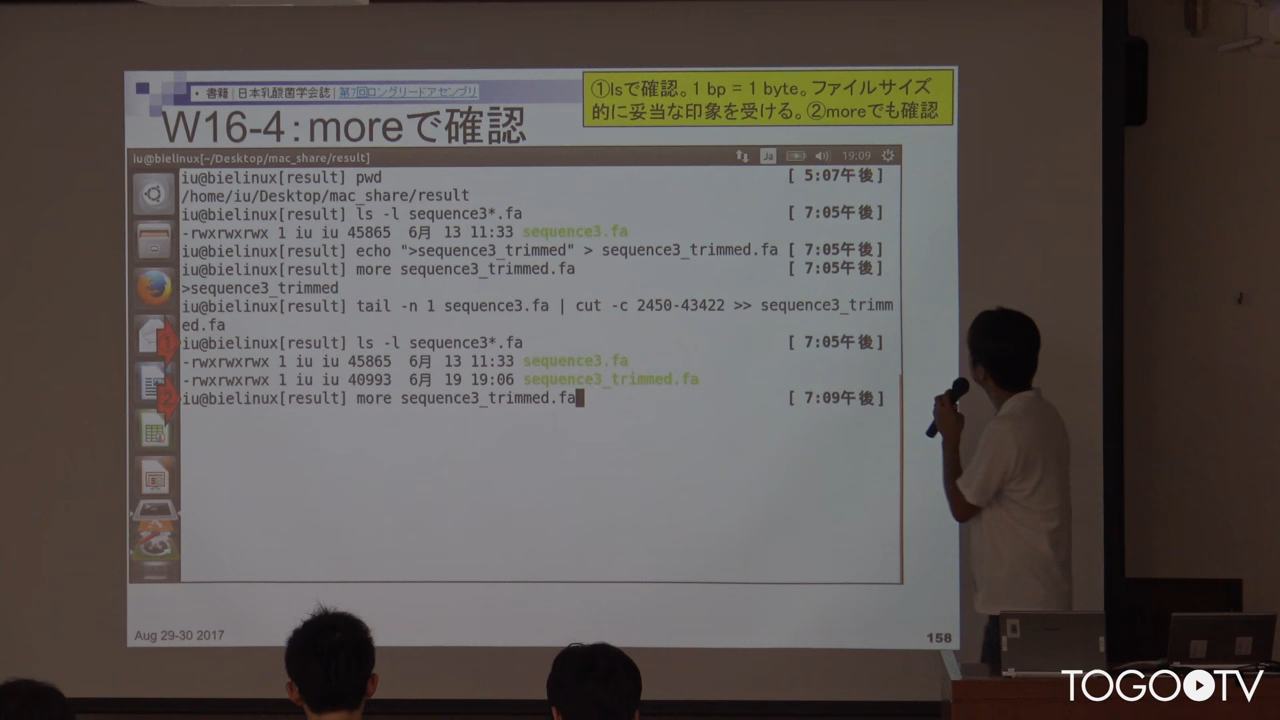 ・ 書籍 | 日本乳酸菌学会誌 | 第7回ロングリードアセンブリ
W16-4：moreで確認
①lsで確認。1 bp = 1 byte。ファイルサイズ
的に妥当な印象を受ける。②moreでも確認
iu@bielinux[~/Desktop/mac_share/result]
Ja 19:09
iu@bielinux[result] pwd [ 5:07午後]
/home/iu/Desktop/mac_share/result
iu@bielinux[result] ls -l sequence3*.fa [ 7:05午後]
-rwxrwxrwx 1 iu iu 45865 6月 13 11:33 sequence3.fa
iu@bielinux[result] echo ">sequence3_trimmed" > sequence3_trimmed.fa [ 7:05午後]
iu@bielinux[result] more sequence3_trimmed.fa [ 7:05午後]
>sequence3_trimmed
iu@bielinux[result] tail -n 1 sequence3.fa | cut -c 2450-43422 >> sequence3_trimm
ed.fa
1
iu@bielinux[result] ls -l sequence3*.fa [ 7:05午後]
-rwxrwxrwx 1 iu iu 45865 6月 13 11:33 sequence3.fa
-rwxrwxrwx 1 iu iu 40993 6月 19 19:06 sequence3_trimmed.fa
2
iu@bielinux[result] more sequence3_trimmed.fa [ 7:09午後]
Aug 29-30 2017
158
TOGO TV